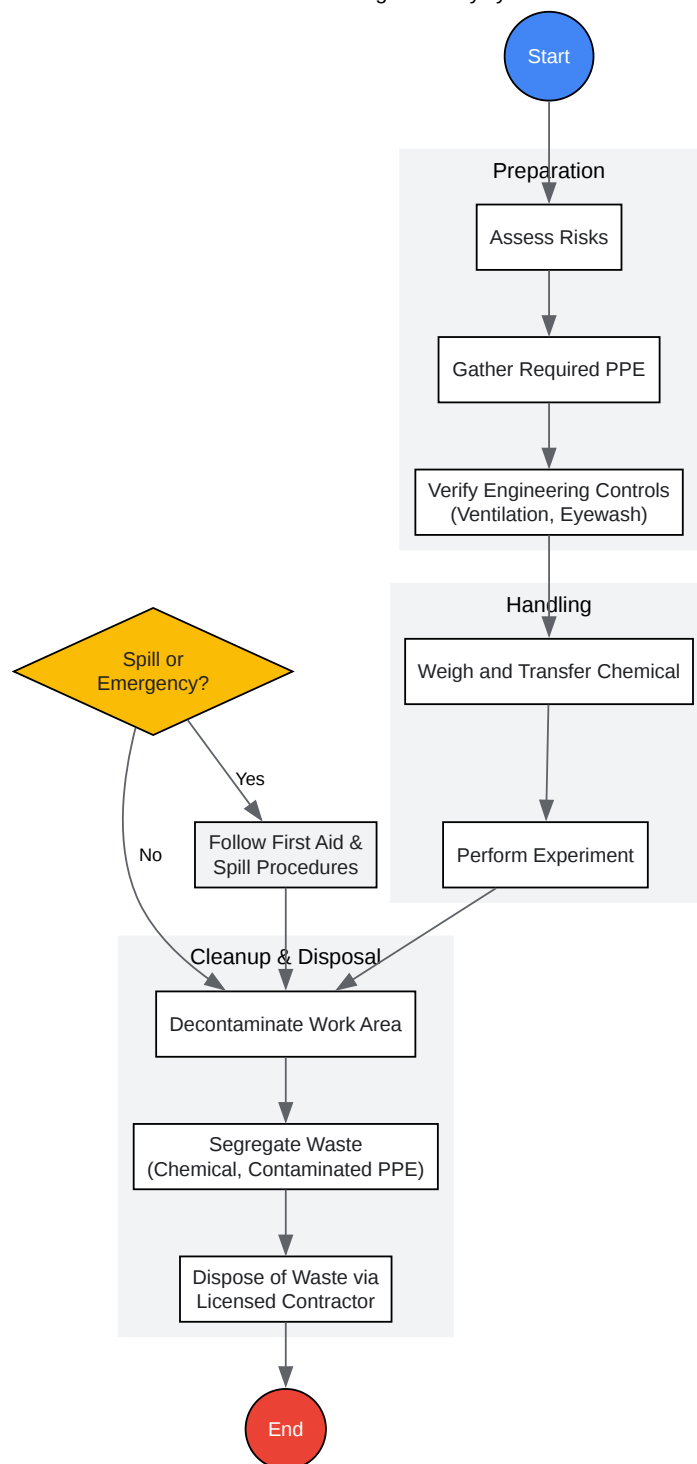 Start
Preparation
Assess Risks
Gather Required PPE
Verify Engineering Controls
(Ventilation, Eyewash)
Handling
Spill or
Emergency?
Weigh and Transfer Chemical
Yes
Follow First Aid &
Spill Procedures
No
Perform Experiment
Cleanup & Disposal
Decontaminate Work Area
Segregate Waste
(Chemical, Contaminated PPE)
Dispose of Waste via
Licensed Contractor
End